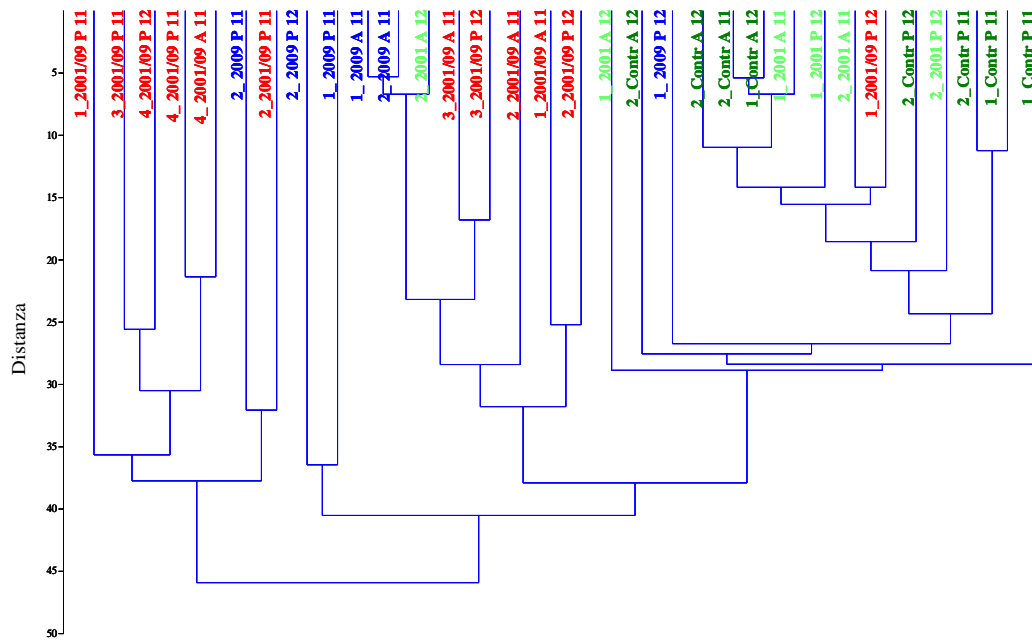 1_2001/09 P 11
3_2001/09 P 11
4_2001/09 P 12
4_2001/09 P 11
4_2001/09 A 11
2_2009 P 11
2_2001/09 P 11
2_2009 P 12
1_2009 P 11
1_2009 A 11
2_2009 A 11
2_2001 A 12
3_2001/09 A 11
3_2001/09 P 12
2_2001/09 A 11
1_2001/09 A 11
2_2001/09 P 12
1_2001 A 12
2_Contr A 12
1_2009 P 12
2_Contr A 12
2_Contr A 11
1_Contr A 12
1_2001 A 11
1_2001 P 12
2_2001 A 11
1_2001/09 P 12
2_Contr P 12
2_2001 P 12
2_Contr P 11
1_Contr P 11
1_Contr P 11
5
10
15
20
25
30
35
40
45
50
Distanza